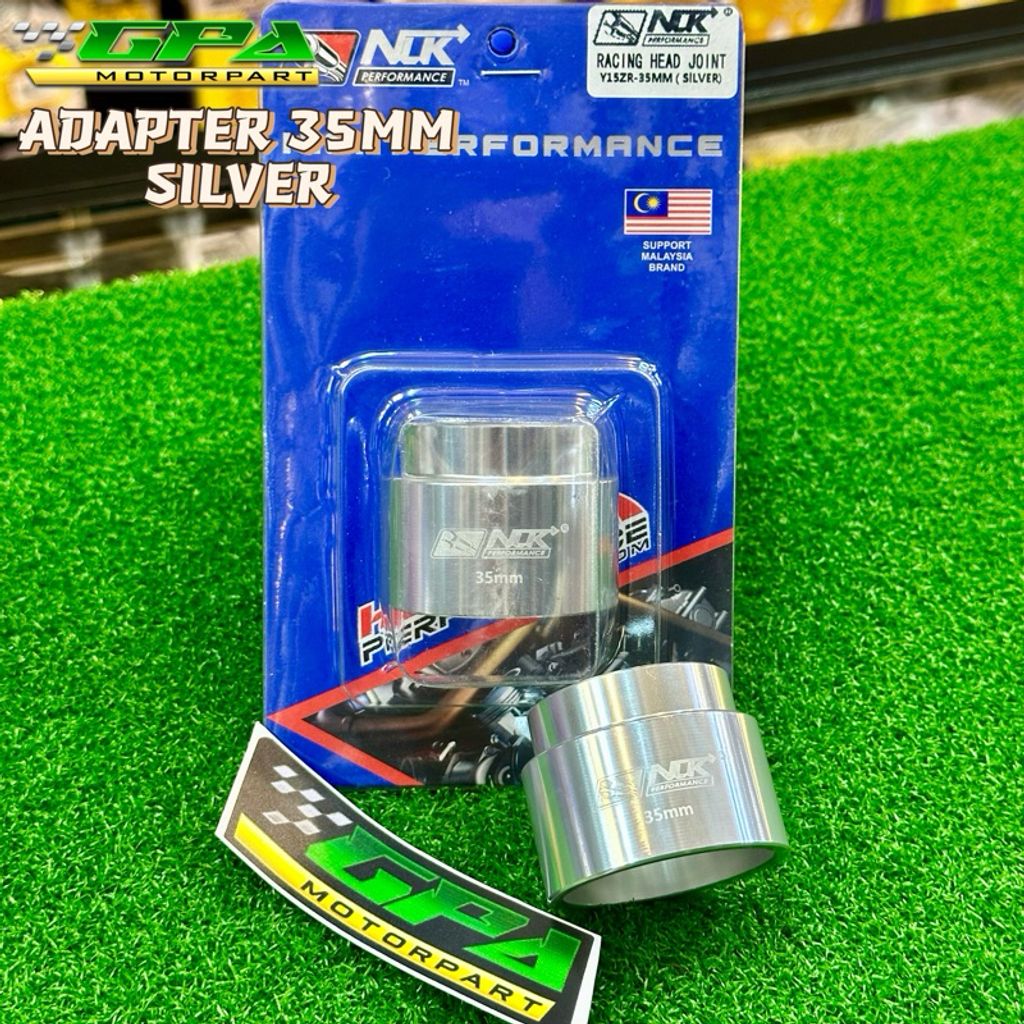 GPA
MOTORPART
ADAPTER 35MM
SILVER
NCK
PERFORMANCE
TM
NCK
PERFORMANCE
RACING HEAD JOINT
Y15ZR-35MM (SILVER)
PERFORMANCE
SUPPORT
MALAYSIA
BRAND
NCK
PERFORMANCE
35mm
NCK
PERFORMANCE
35mm
GPA
MOTORPART